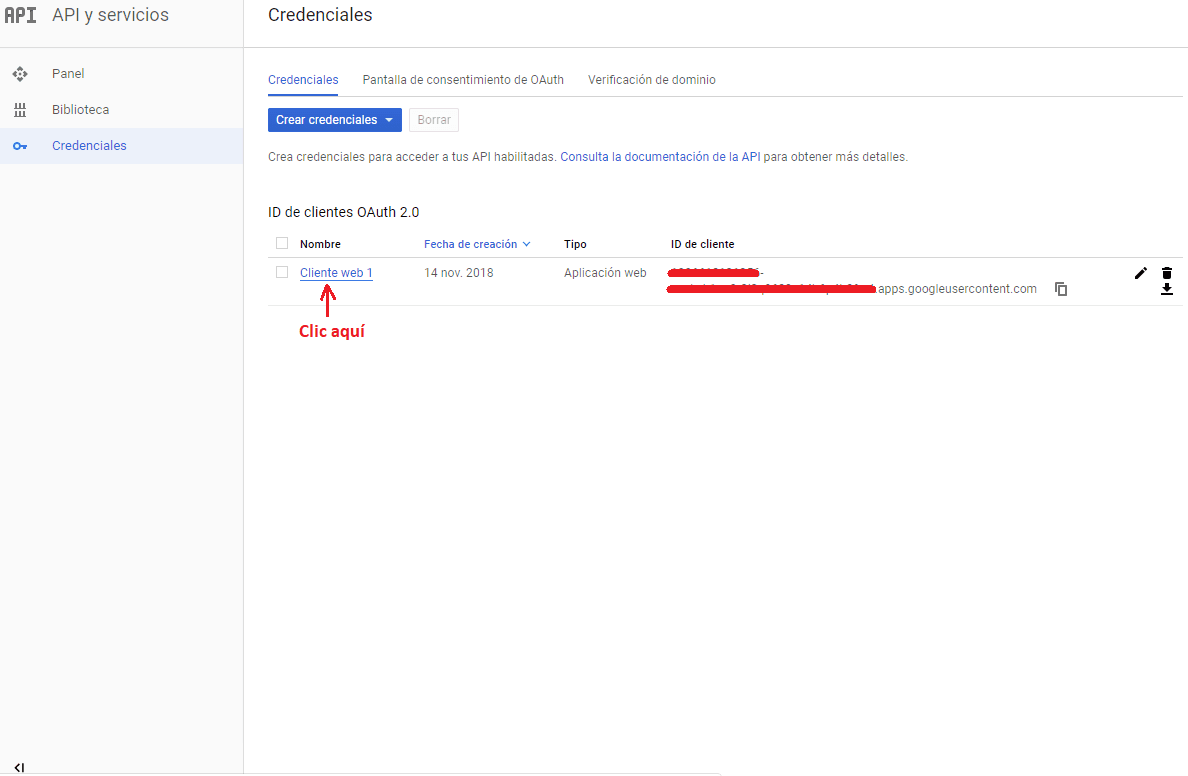 API API y servicios
Credenciales
Panel
Biblioteca
Credenciales
Credenciales Pantalla de consentimiento de OAuth Verificación de dominio
Crear credenciales Borrar
Crea credenciales para acceder a tus API habilitadas. Consulta la documentación de la API para obtener más detalles.
ID de clientes OAuth 2.0
Nombre Fecha de creación Tipo ID de cliente
Cliente web 1 14 nov. 2018 Aplicación web
.apps.googleusercontent.com
Clic aquí